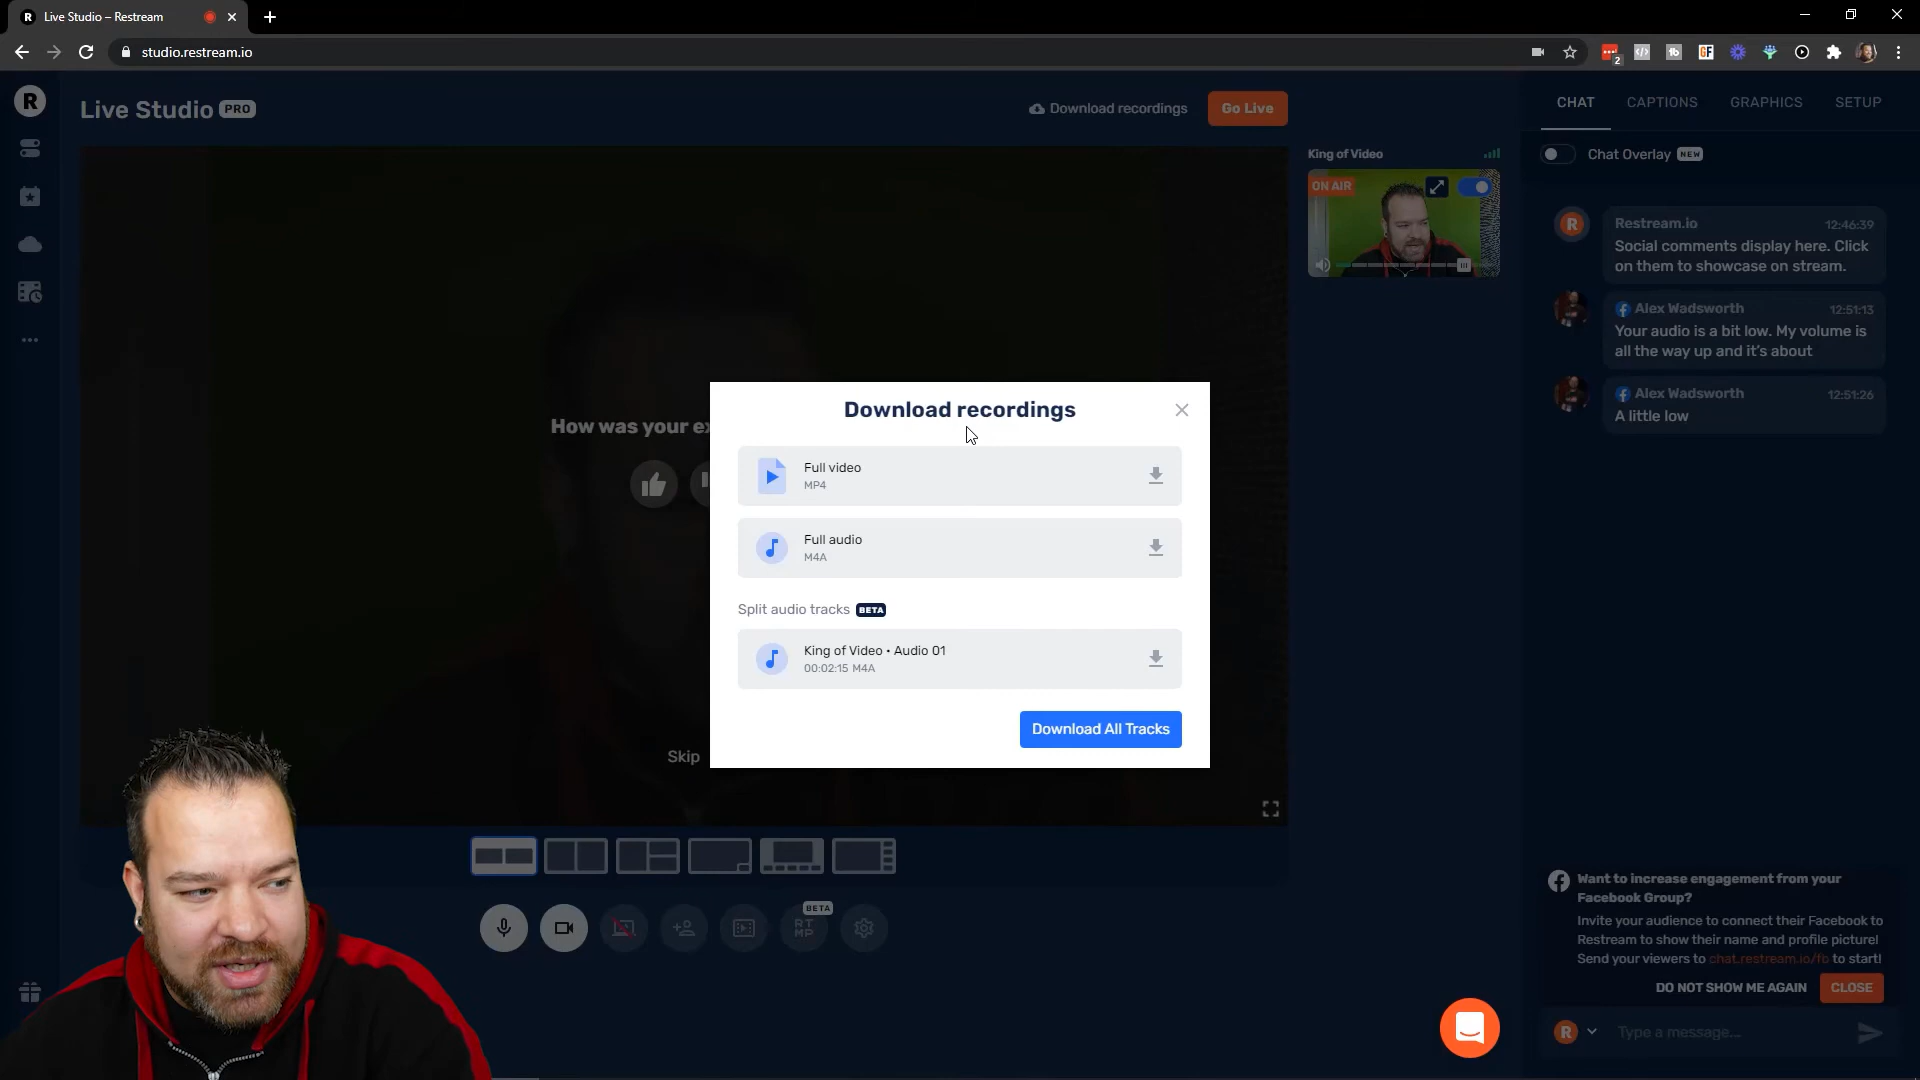 Live Studio – Restream
studio.restream.io
2
R
Live Studio PRO
Download recordings
Go Live
King of Video
ON AIR
CHAT
CAPTIONS
GRAPHICS
SETUP
Chat Overlay NEW
Restream.io
12:46:39
Social comments display here. Click
on them to showcase on stream.
Alex Wadsworth
12:51:13
Your audio is a bit low. My volume is
all the way up and it's about
Alex Wadsworth
12:51:26
A little low
How was your ex
Skip
Download recordings
Full video
MP4
Full audio
M4A
Split audio tracks BETA
King of Video • Audio 01
00:02:15 M4A
Download All Tracks
BETA
RT
MP
Want to increase engagement from your
Facebook Group?
Invite your audience to connect their Facebook to
Restream to show their name and profile picture!
Send your viewers to chat.restream.io/fb to start!
DO NOT SHOW ME AGAIN
CLOSE
Type a message...